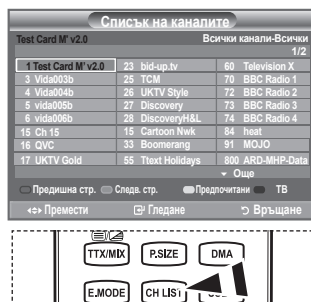 Списък на каналите
Test Card M' v2.0 Всички канали-Всички
1/2
1 Test Card M' v2.0 23 bid-up.tv 60 Television X
3 Vida003b 25 TCM 70 BBC Radio 1
4 Vida004b 26 UKTV Style 72 BBC Radio 2
5 vida005b 27 Discovery 73 BBC Radio 3
6 vida006b 28 DiscoveryH&L 74 BBC Radio 4
15 Ch 15 15 Cartoon Nwk 84 heat
16 QVC 33 Boomerang 91 MOJO
17 UKTV Gold 55 Ttext Holidays 800 ARD-MHP-Data
Още
Предишна стр. Следв. стр. Предпочитани ТВ
Премести Гледане Връщане
TTX/MIX P.SIZE DMA
E.MODE CH LIST